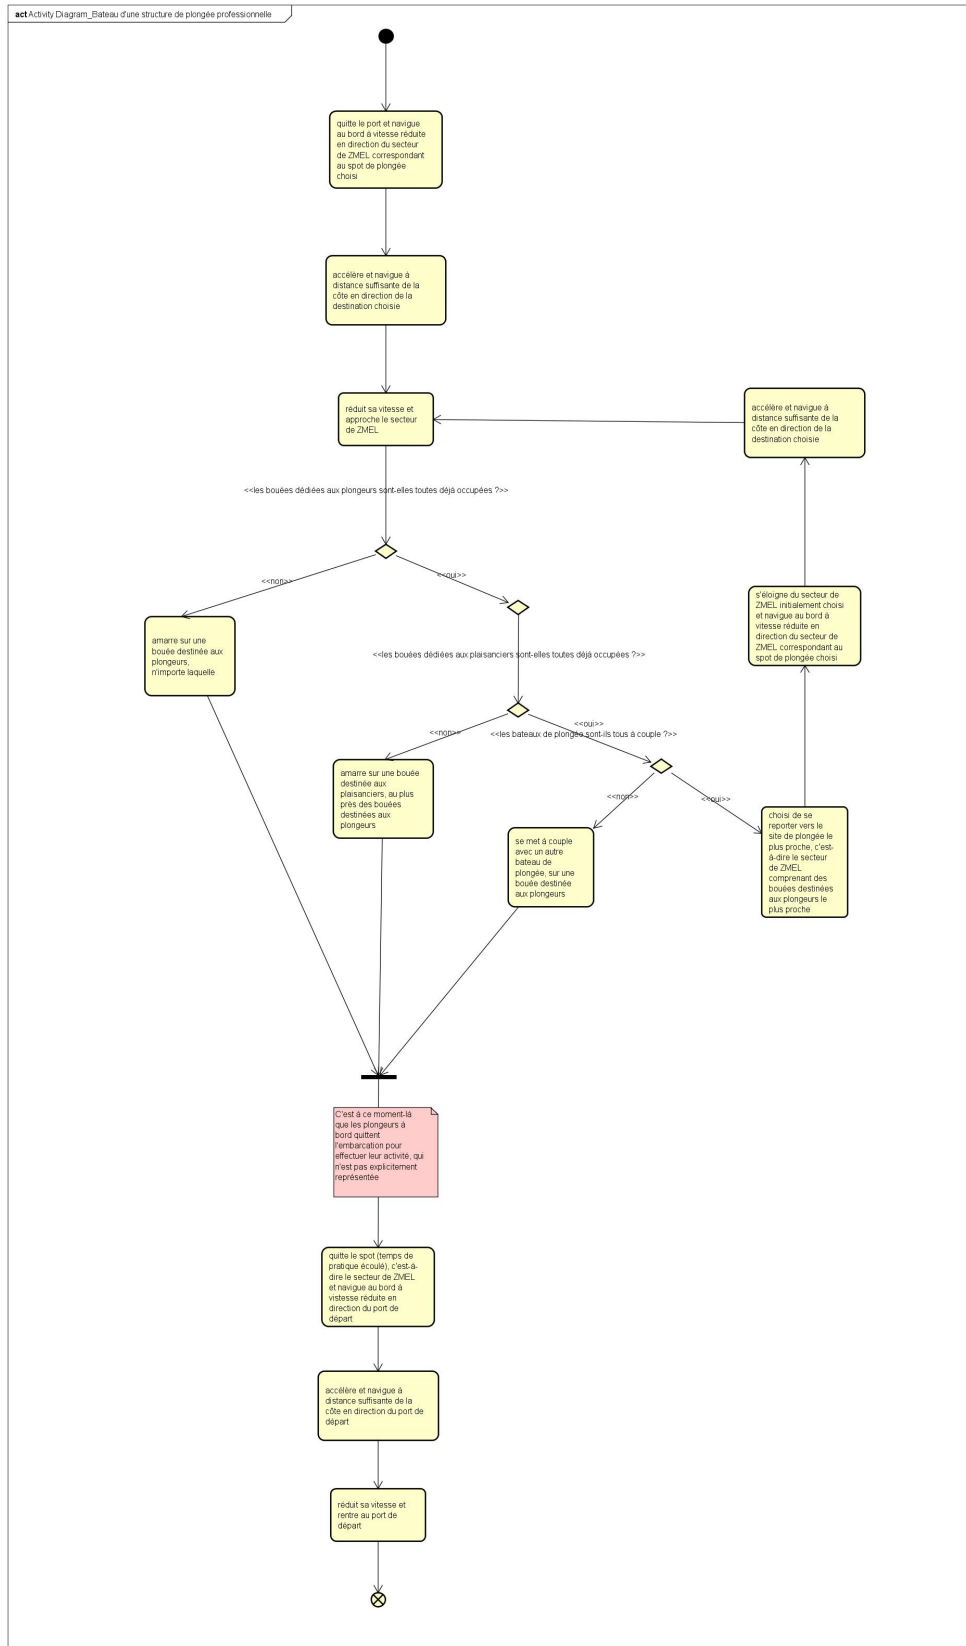 act Activity Diagram_Bateau d'une structure de plongée professionnelle
quitte le port et navigue
au bord à vitesse réduite
en direction du secteur
de ZMEL correspondant
au spot de plongée
choisi
accélère et navigue à
distance suffisante de la
côte en direction de la
destination choisie
réduit sa vitesse et
approche le secteur
de ZMEL
accélère et navigue à
distance suffisante de la
côte en direction de la
destination choisie
<<les bouées dédiées aux plongeurs sont-elles toutes déjà occupées ?>>
<<non>>
<<oui>>
s'éloigne du secteur de
ZMEL initialement choisi
et navigue au bord à
vitesse réduite en
direction du secteur de
ZMEL correspondant au
spot de plongée choisi
amarre sur une
bouée destinée aux
plongeurs,
n'importe laquelle
<<les bouées dédiées aux plaisanciers sont-elles toutes déjà occupées ?>>
<<non>>
<<oui>>
<<les bateaux de plongée sont-ils tous à couple ?>>
amarre sur une bouée
destinée aux
plaisanciers, au plus
près des bouées
destinées aux
plongeurs
<<non>>
<<oui>>
se met à couple
avec un autre
bateau de
plongée, sur une
bouée destinée
aux plongeurs
choisi de se
reporter vers le
site de plongée le
plus proche, c'est-
à-dire le secteur
de ZMEL
comprenant des
bouées destinées
aux plongeurs le
plus proche
C'est à ce moment-là
que les plongeurs à
bord quittent
l'embarcation pour
effectuer leur activité, qui
n'est pas explicitement
représentée
quitte le spot (temps de
pratique écoulé), c'est-à-
dire le secteur de ZMEL
et navigue au bord à
vistesse réduite en
direction du port de
départ
accélère et navigue à
distance suffisante de la
côte en direction du port de
départ
réduit sa vitesse et
rentre au port de
départ